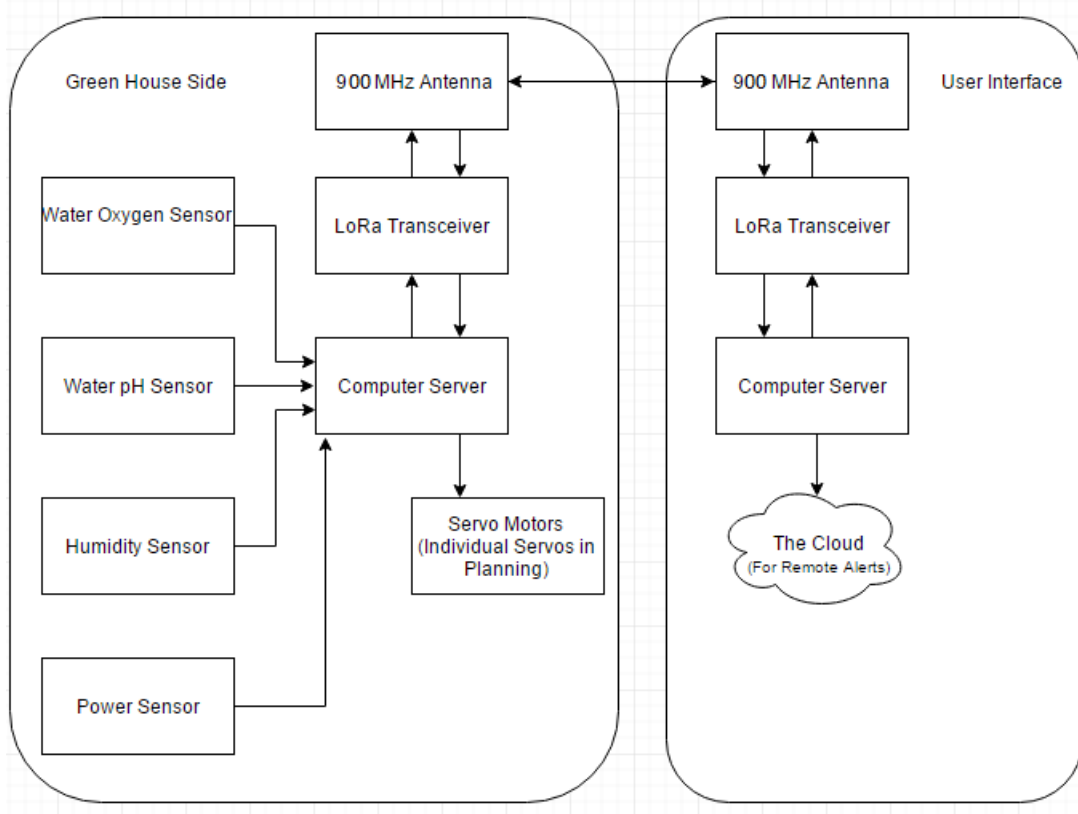 Green House Side
900 MHz Antenna
900 MHz Antenna
User Interface
Water Oxygen Sensor
LoRa Transceiver
LoRa Transceiver
Water pH Sensor
Computer Server
Computer Server
Humidity Sensor
Servo Motors
(Individual Servos in
Planning)
The Cloud
(For Remote Alerts)
Power Sensor